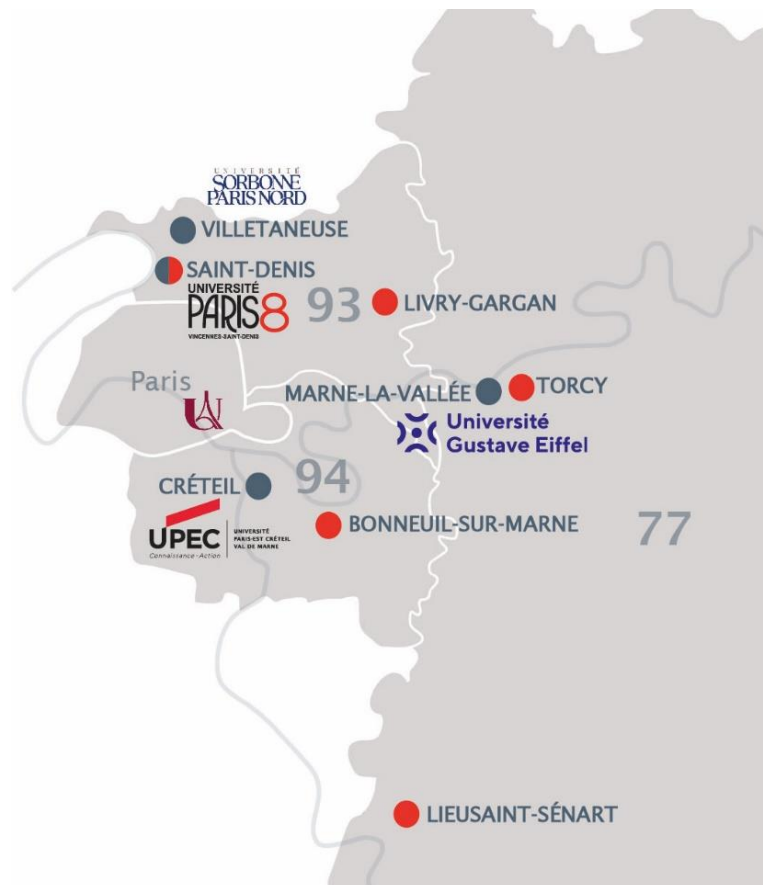 UNIVERSITÉ
SORBONNE
PARIS NORD
VILLETANEUSE
SAINT-DENIS
UNIVERSITÉ
PARIS8
VINCENNES-SAINT-DENIS
93
LIVRY-GARGAN
Paris
MARNE-LA-VALLÉE
TORCY
Université
Gustave Eiffel
CRÉTEIL
94
UPEC
Connaissance - Action
UNIVERSITÉ
PARIS-EST CRÉTEIL
VAL DE MARNE
BONNEUIL-SUR-MARNE
77
LIEUSAINT-SÉNART